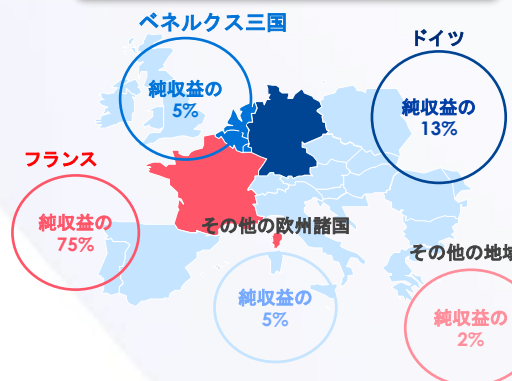 ベネルクス三国
純収益の
5%
ドイツ
純収益の
13%
フランス
純収益の
75%
その他の欧州諸国
純収益の
5%
その他の地域
純収益の
2%